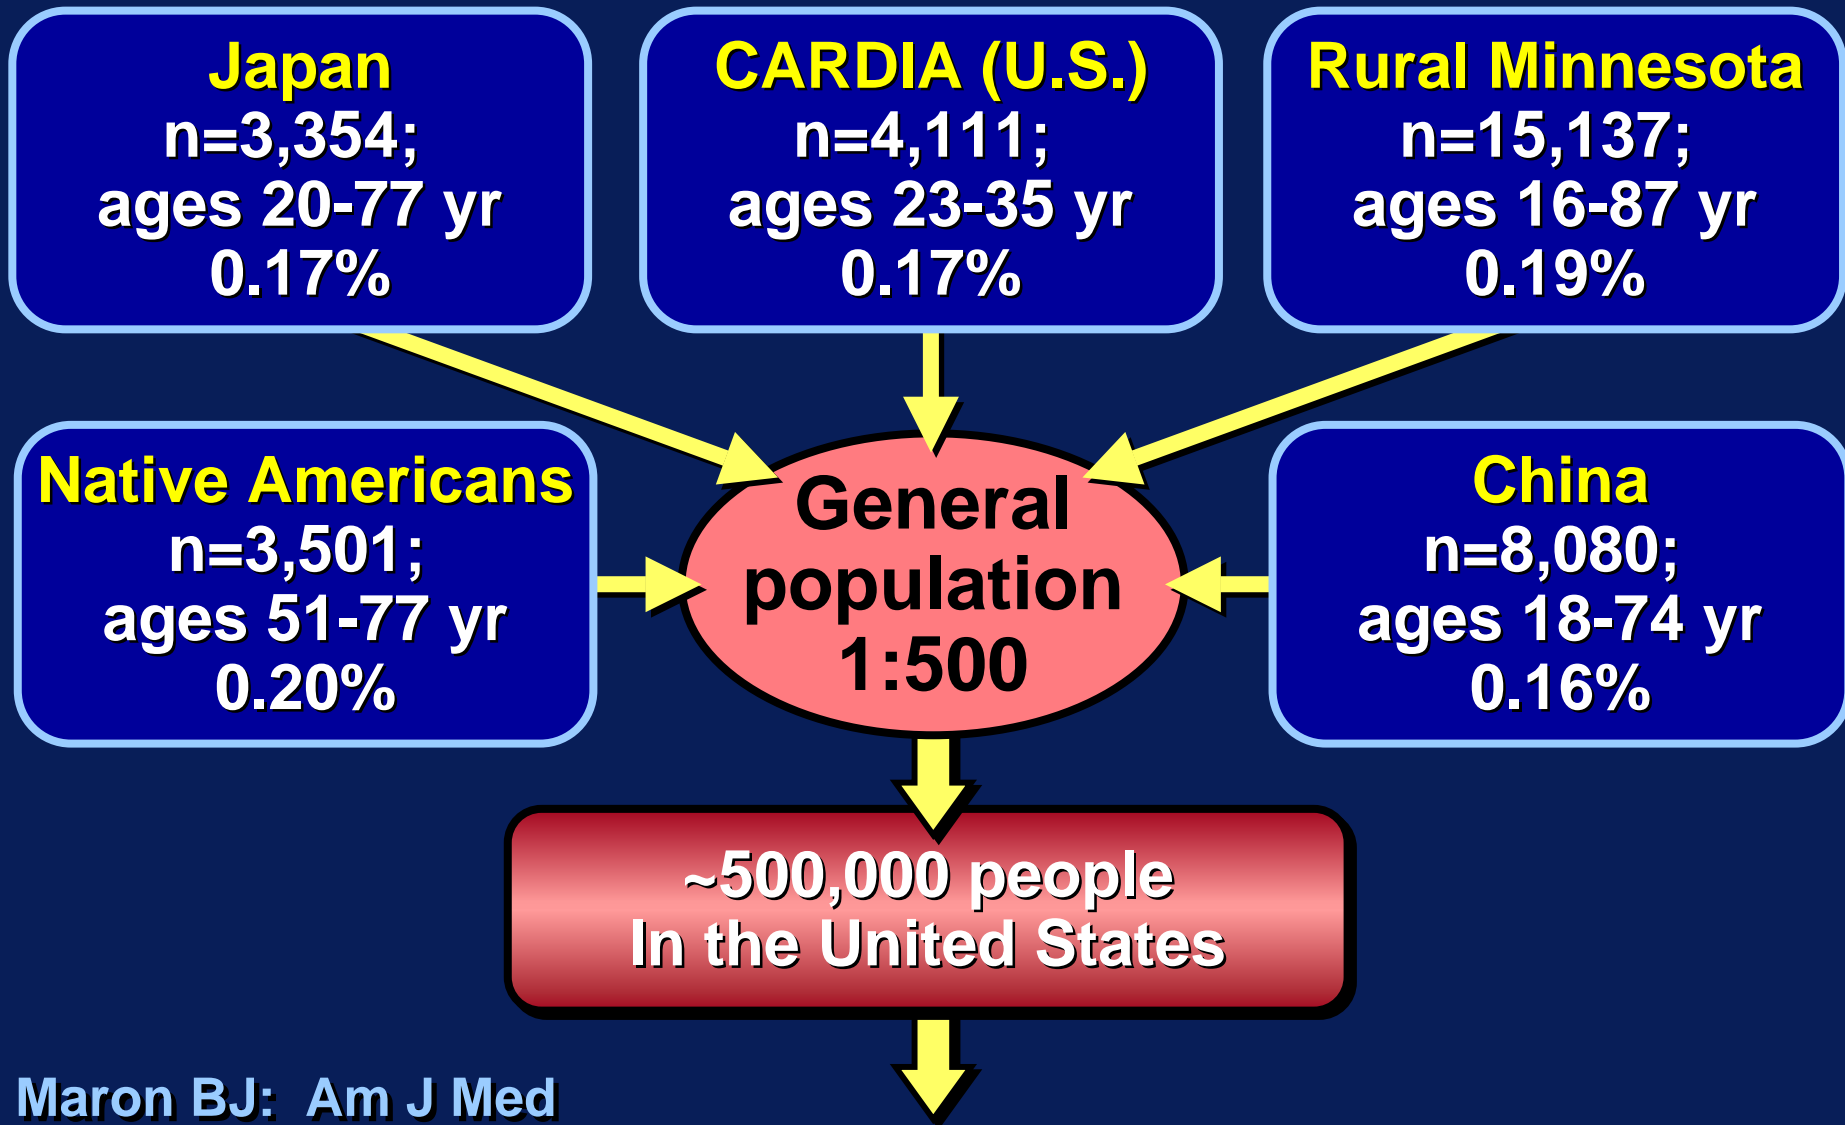 Japan
n=3,354;
ages 20-77 yr
0.17%
CARDIA (U.S.)
n=4,111;
ages 23-35 yr
0.17%
Rural Minnesota
n=15,137;
ages 16-87 yr
0.19%
Native Americans
n=3,501;
ages 51-77 yr
0.20%
General
population
1:500
China
n=8,080;
ages 18-74 yr
0.16%
~500,000 people
In the United States
Maron BJ: Am J Med